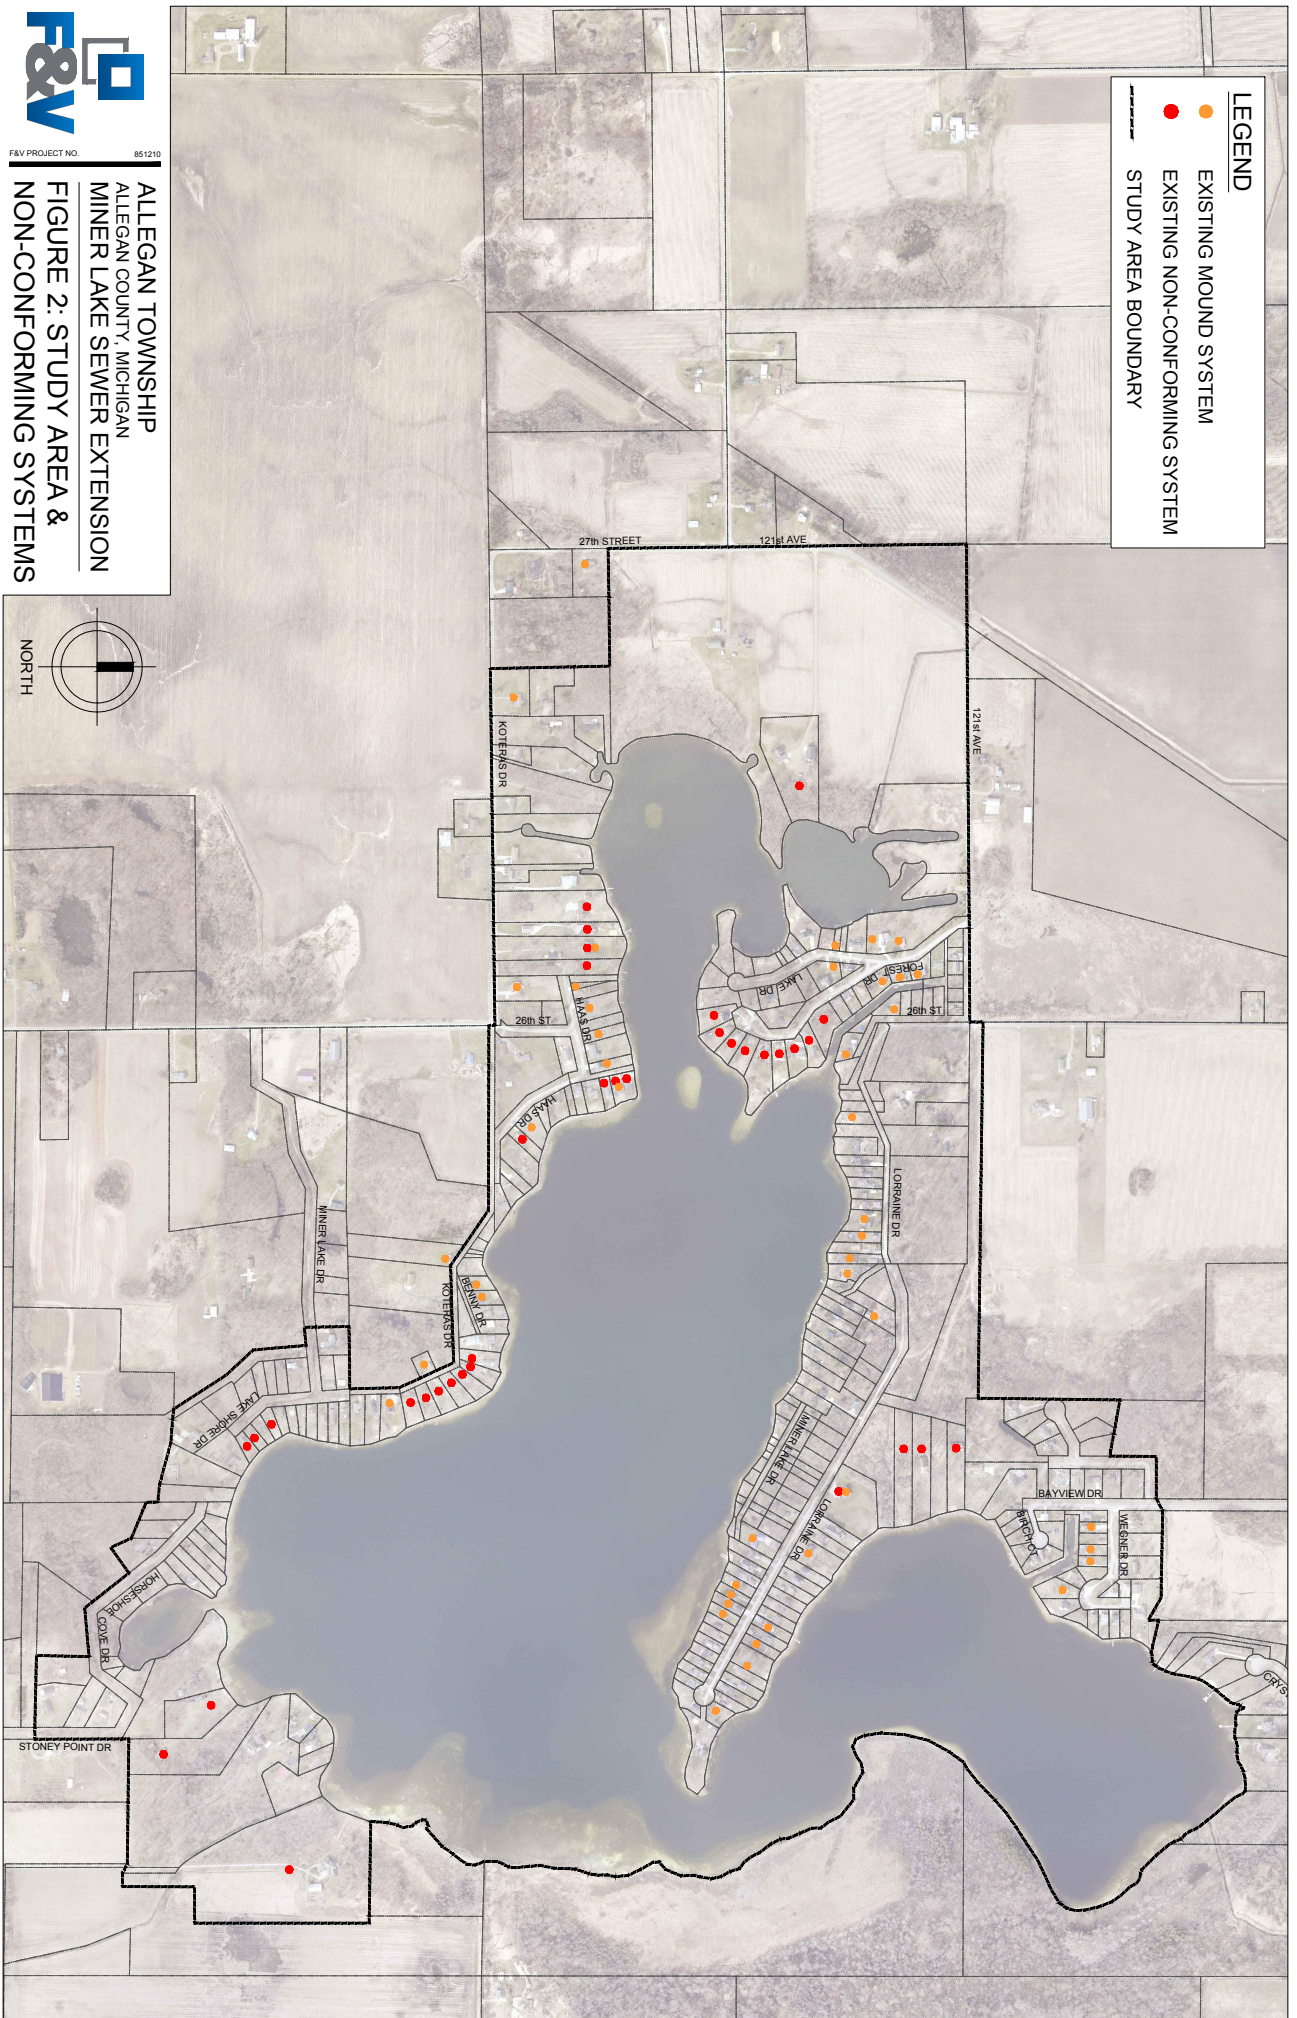 LEGEND
EXISTING MOUND SYSTEM
EXISTING NON-CONFORMING SYSTEM
STUDY AREA BOUNDARY
27th STREET
121st AVE
121st AVE
KOTERAS DR
LAKE DR
FOREST DR
26th ST
26th ST
HAAS DR
HAAS DR
LORRAINE DR
MINER LAKE DR
BENNY DR
KOTERAS DR
LAKE SHORE DR
MINER LAKE DR
LORRAINE DR
BAYVIEW DR
BIRCH CT
WEGNER DR
HORSESHOE
COVE DR
STONEY POINT DR
CRYS
NORTH
F&V
F&V PROJECT NO.
851210
ALLEGAN TOWNSHIP
ALLEGAN COUNTY, MICHIGAN
MINER LAKE SEWER EXTENSION
FIGURE 2: STUDY AREA &
NON-CONFORMING SYSTEMS